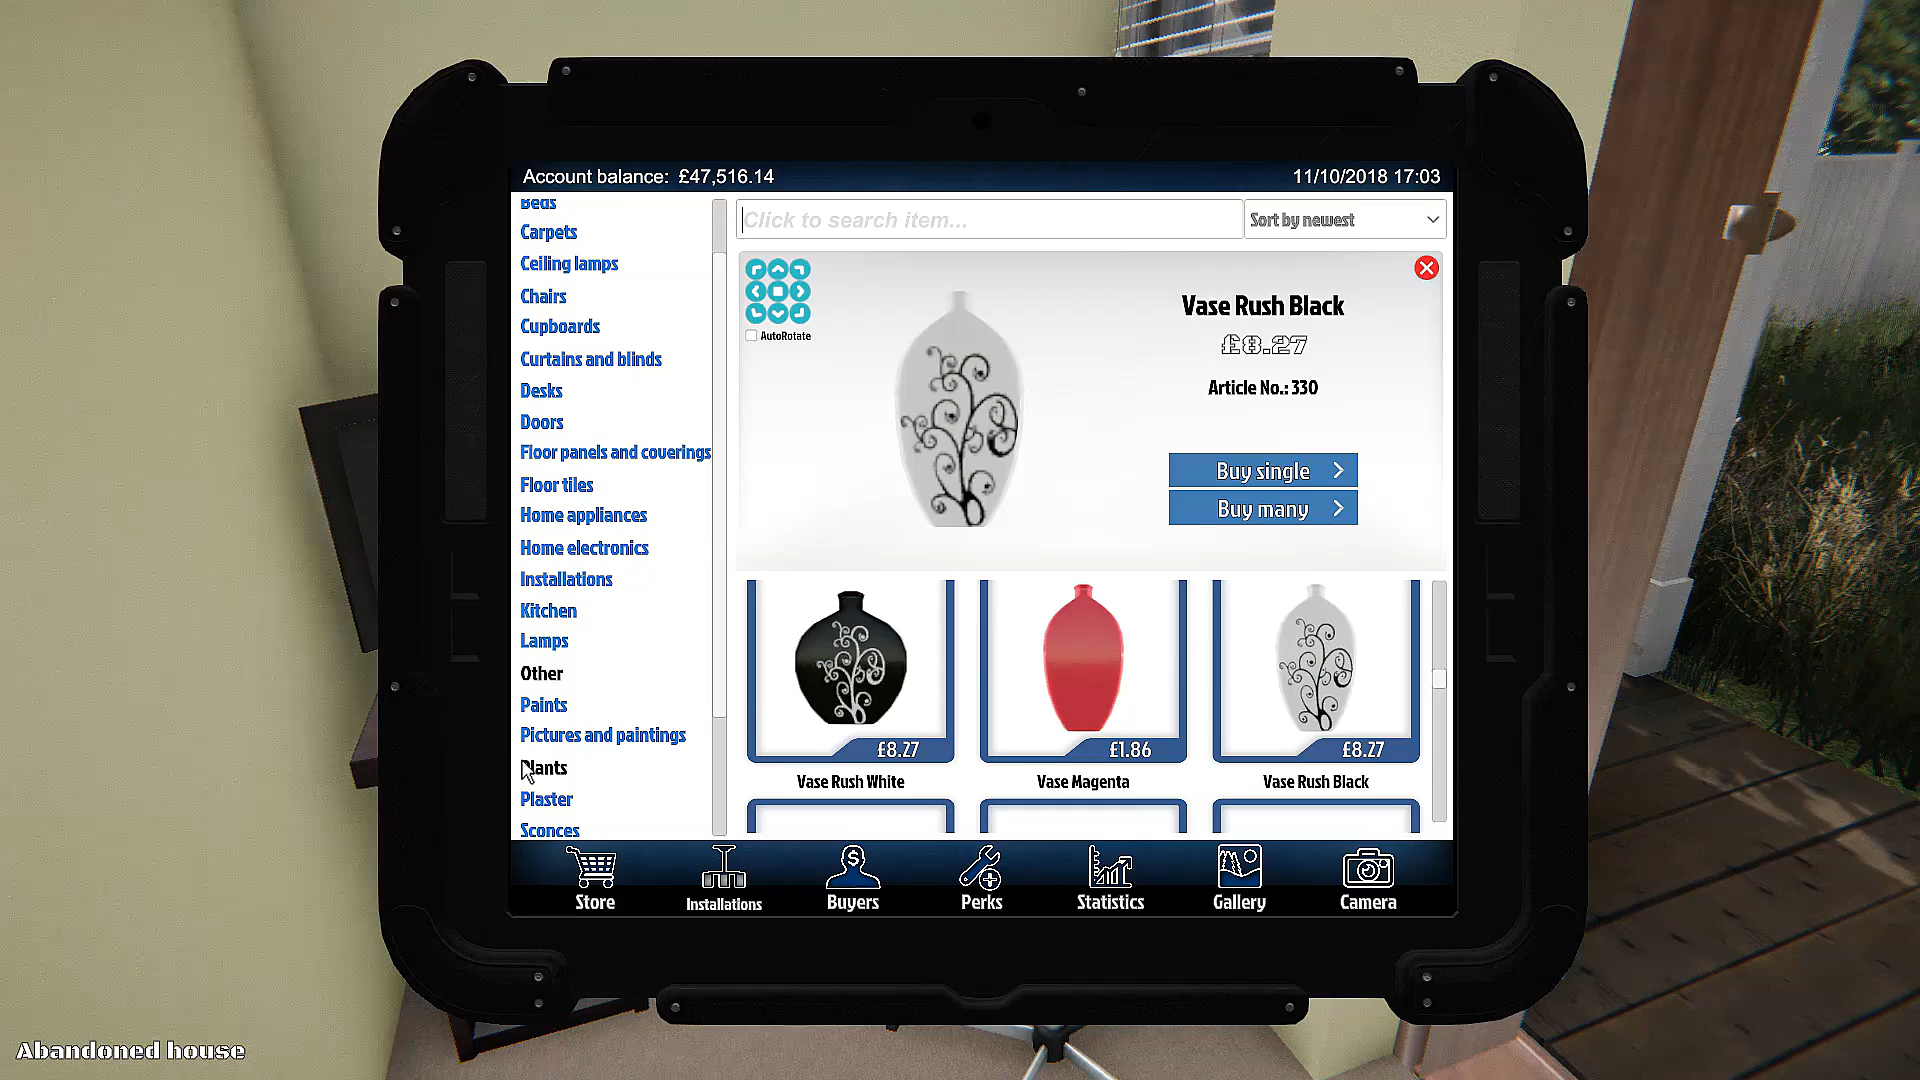 Account balance: £47,516.14
11/10/2018 17:03
Beds
Carpets
Ceiling lamps
Chairs
Cupboards
Curtains and blinds
Desks
Doors
Floor panels and coverings
Floor tiles
Home appliances
Home electronics
Installations
Kitchen
Lamps
Other
Paints
Pictures and paintings
Plants
Plaster
Sconces
Click to search item...
Sort by newest
AutoRotate
Vase Rush Black
£8.27
Article No.: 330
Buy single
Buy many
£8.27
£1.86
£8.27
Vase Rush White
Vase Magenta
Vase Rush Black
Store
Installations
Buyers
Perks
Statistics
Gallery
Camera
Abandoned house